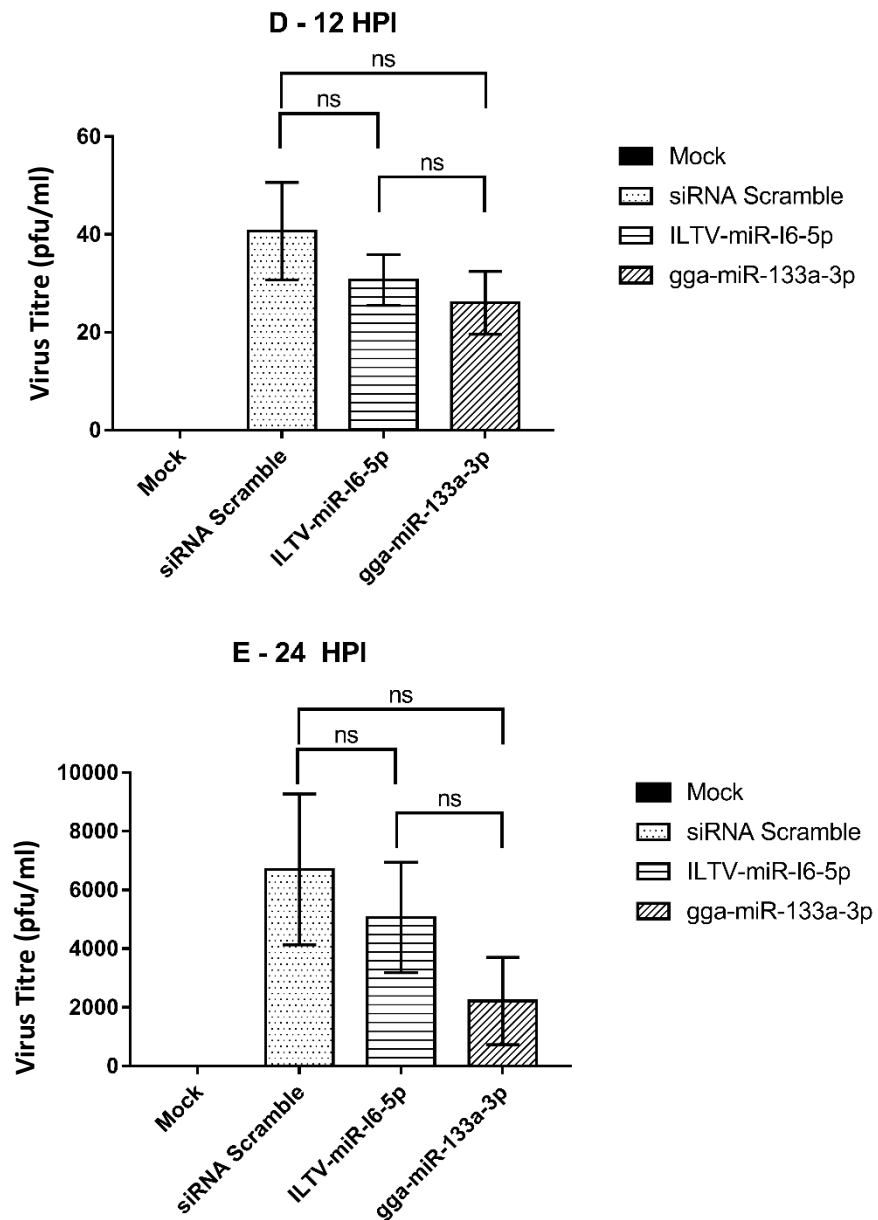 D - 12 HPI
ns
ns
ns
60
40
20
0
Virus Titre (pfu/ml)
Mock
siRNA Scramble
ILTV-miR-I6-5p
gga-miR-133a-3p
Mock
siRNA Scramble
ILTV-miR-I6-5p
gga-miR-133a-3p
E - 24 HPI
ns
ns
ns
10000
8000
6000
4000
2000
0
Virus Titre (pfu/ml)
Mock
siRNA Scramble
ILTV-miR-I6-5p
gga-miR-133a-3p
Mock
siRNA Scramble
ILTV-miR-I6-5p
gga-miR-133a-3p